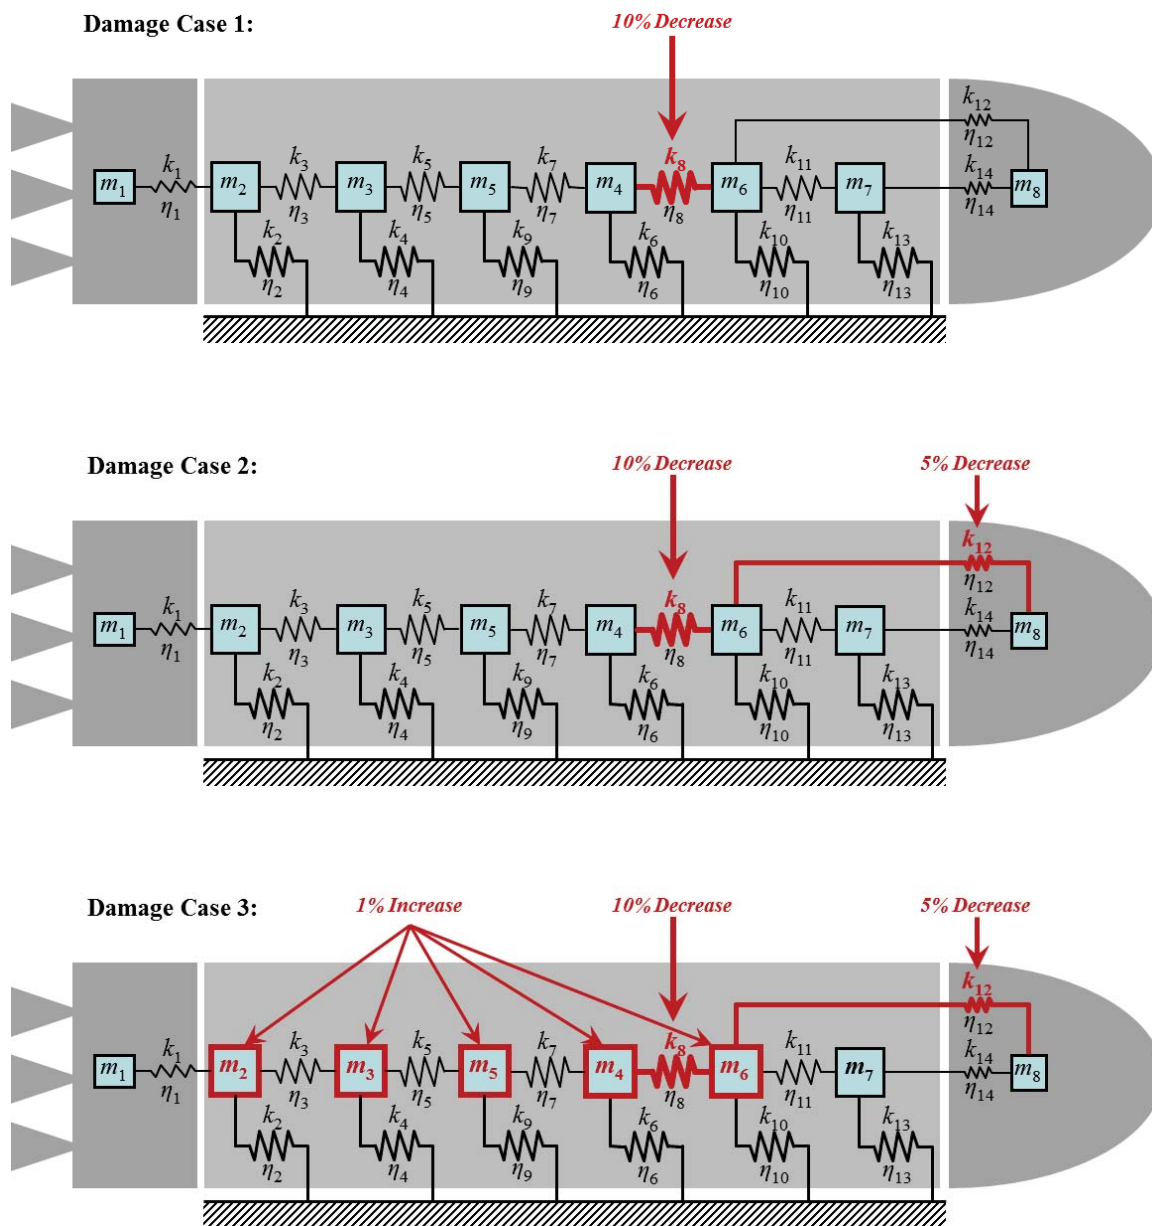 Damage Case 1:
10% Decrease
k12
η12
k1 k3 k5 k7 k8 k11 k14
m1 m2 m3 m5 m4 m6 m7 m8
η1 η3 η5 η7 η8 η11 η14
k2 k4 k9 k6 k10 k13
η2 η4 η9 η6 η10 η13
Damage Case 2:
10% Decrease 5% Decrease
k12
η12
k1 k3 k5 k7 k8 k11 k14
m1 m2 m3 m5 m4 m6 m7 m8
η1 η3 η5 η7 η8 η11 η14
k2 k4 k9 k6 k10 k13
η2 η4 η9 η6 η10 η13
Damage Case 3:
1% Increase 10% Decrease 5% Decrease
k12
η12
k1 k3 k5 k7 k8 k11 k14
m1 m2 m3 m5 m4 m6 m7 m8
η1 η3 η5 η7 η8 η11 η14
k2 k4 k9 k6 k10 k13
η2 η4 η9 η6 η10 η13